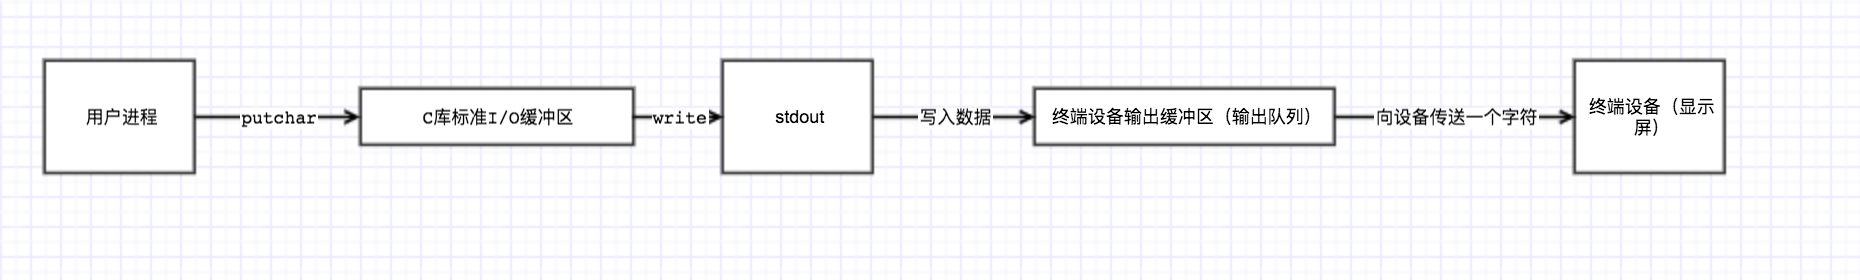 用户进程
putchar
C库标准I/O缓冲区
write
stdout
写入数据
终端设备输出缓冲区（输出队列）
向设备传送一个字符
终端设备（显示
屏）